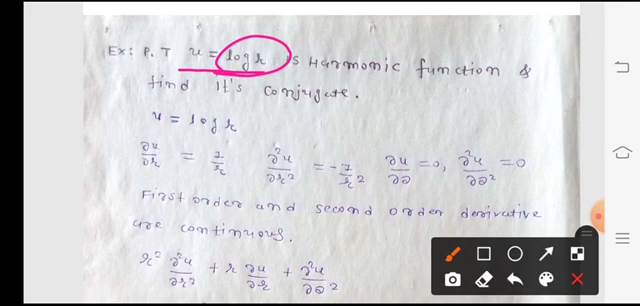 Ex: P.T u = log r is Harmonic function &
find It's conjugate.
u = log r
∂u/∂r = 1/r ∂²u/∂r² = -1/r² ∂u/∂θ = 0, ∂²u/∂θ² = 0
First order and second order derivative
are continuous.
r² ∂²u/∂r² + r ∂u/∂r + ∂²u/∂θ²